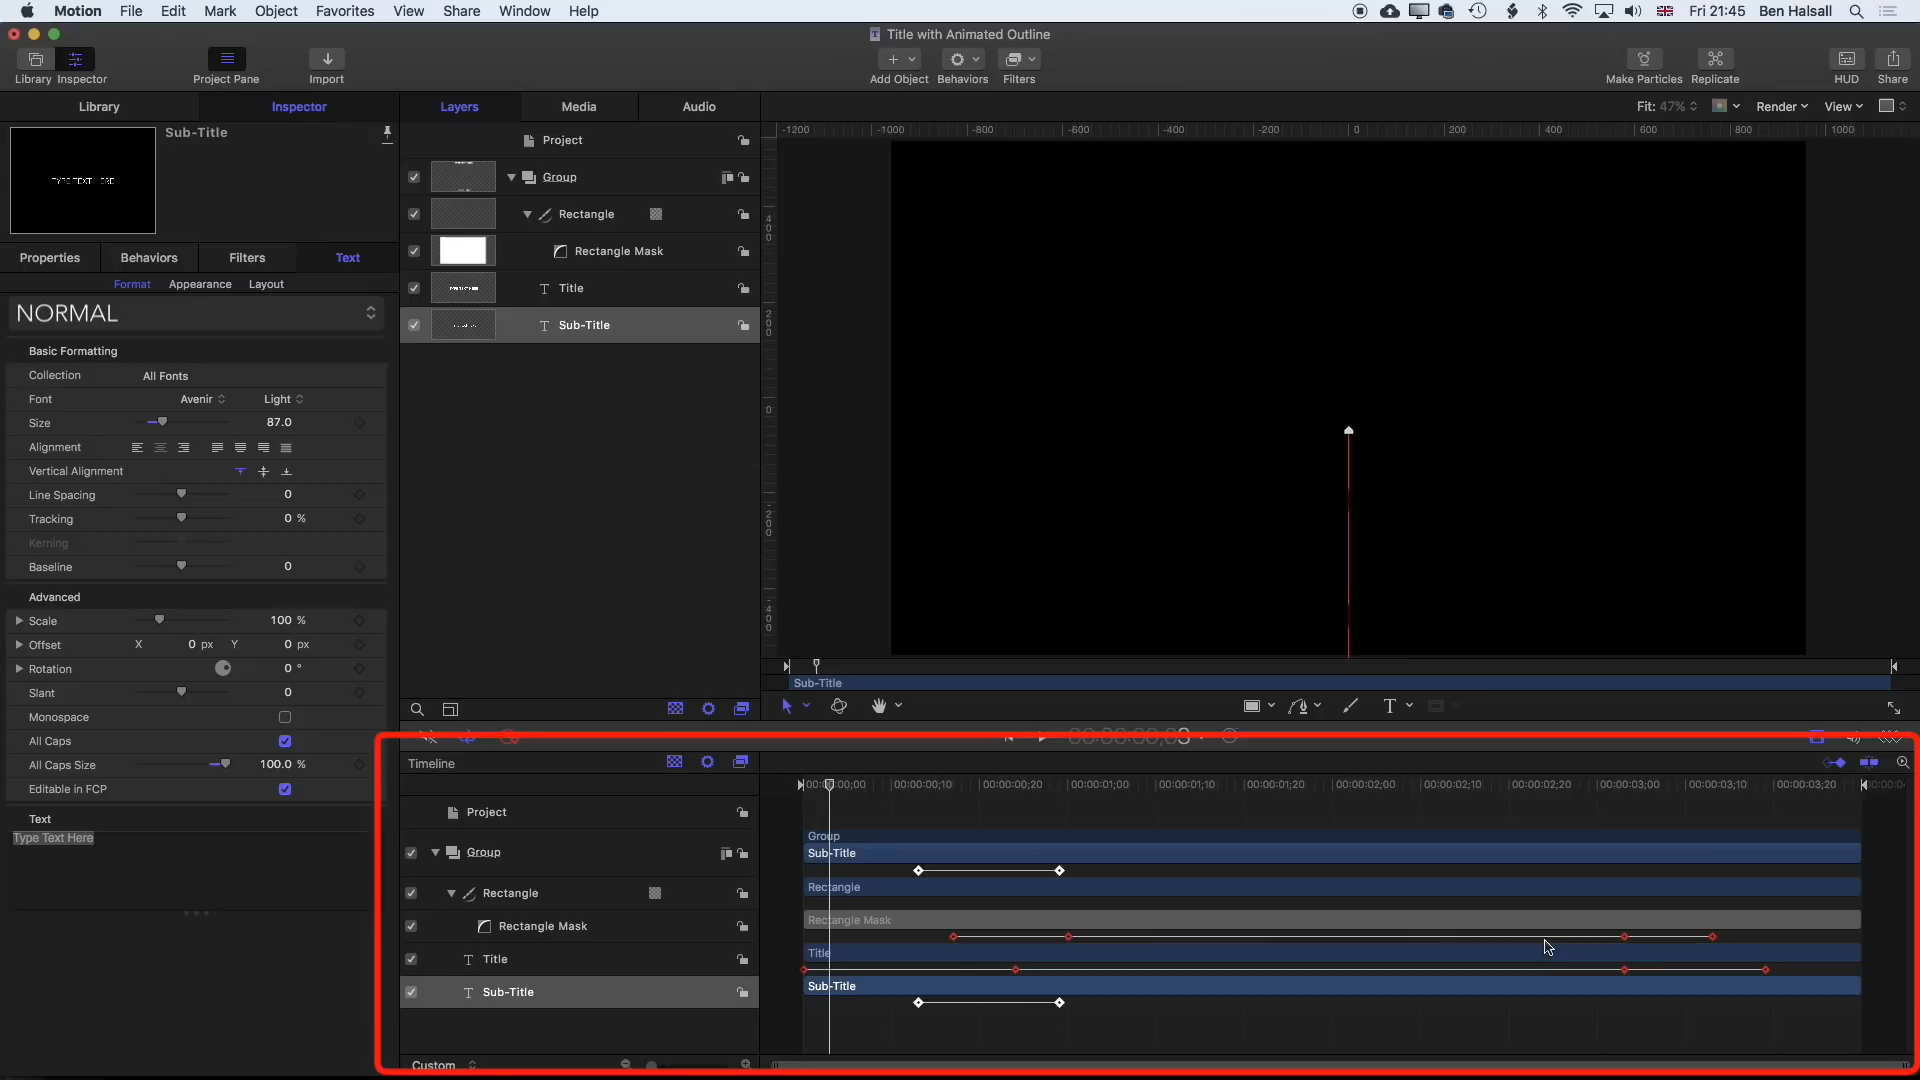 Motion File Edit Mark Object Favorites View Share Window Help Fri 21:45 Ben Halsall
Title with Animated Outline
Library Inspector Project Pane Import Add Object Behaviors Filters Make Particles Replicate HUD Share
Library Inspector Layers Media Audio Fit: 47% Render View
Sub-Title
-1200 -1000 -800 -600 -400 -200 0 200 400 600 800 1000
Project
Group
Rectangle
Rectangle Mask
Title
Sub-Title
TYPE TEXT HERE
Properties Behaviors Filters Text
Format Appearance Layout
NORMAL
Basic Formatting
Collection All Fonts
Font Avenir Light
Size 87.0
Alignment
Vertical Alignment
Line Spacing 0
Tracking 0 %
Kerning
Baseline 0
Advanced
Scale 100 %
Offset X 0 px Y 0 px
Rotation 0 °
Slant 0
Monospace
All Caps
All Caps Size 100.0 %
Editable in FCP
Text
Type Text Here
400
200
0
-200
-400
Sub-Title
T
Timeline
00:00:00;00 00:00:00;10 00:00:00;20 00:00:01;00 00:00:01;10 00:00:01;20 00:00:02;00 00:00:02;10 00:00:02;20 00:00:03;00 00:00:03;10 00:00:03;20
Project
Group
Rectangle
Rectangle Mask
Title
Sub-Title
Group
Sub-Title
Rectangle
Rectangle Mask
Title
Sub-Title
Custom